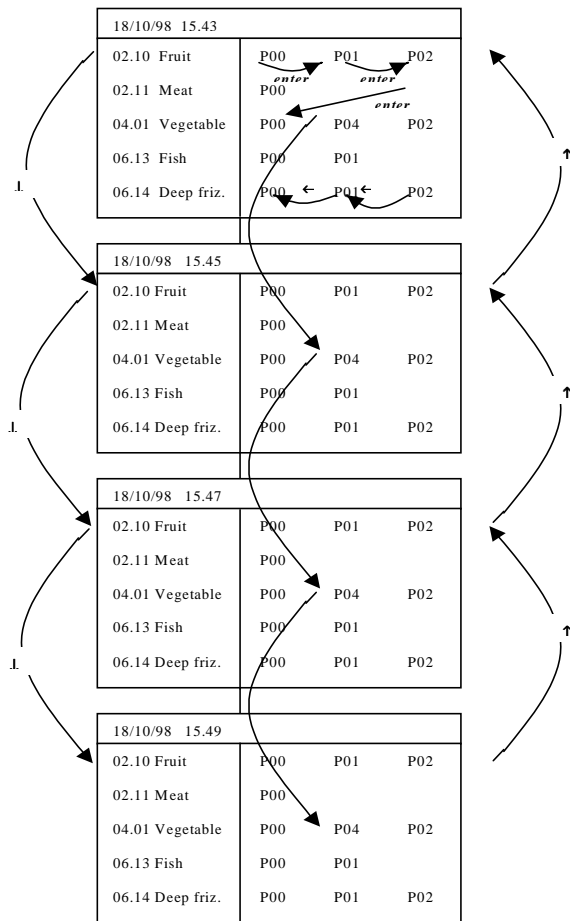 18/10/98 15.43
02.10 Fruit P00 P01 P02
enter enter
02.11 Meat P00
enter
04.01 Vegetable P00 P04 P02
↑
06.13 Fish P00 P01
06.14 Deep friz. P00 ← P01 ← P02
18/10/98 15.45
02.10 Fruit P00 P01 P02
02.11 Meat P00
04.01 Vegetable P00 P04 P02
06.13 Fish P00 P01
↑
06.14 Deep friz. P00 P01 P02
18/10/98 15.47
02.10 Fruit P00 P01 P02
02.11 Meat P00
04.01 Vegetable P00 P04 P02
06.13 Fish P00 P01
↑
06.14 Deep friz. P00 P01 P02
18/10/98 15.49
02.10 Fruit P00 P01 P02
02.11 Meat P00
04.01 Vegetable P00 P04 P02
06.13 Fish P00 P01
06.14 Deep friz. P00 P01 P02